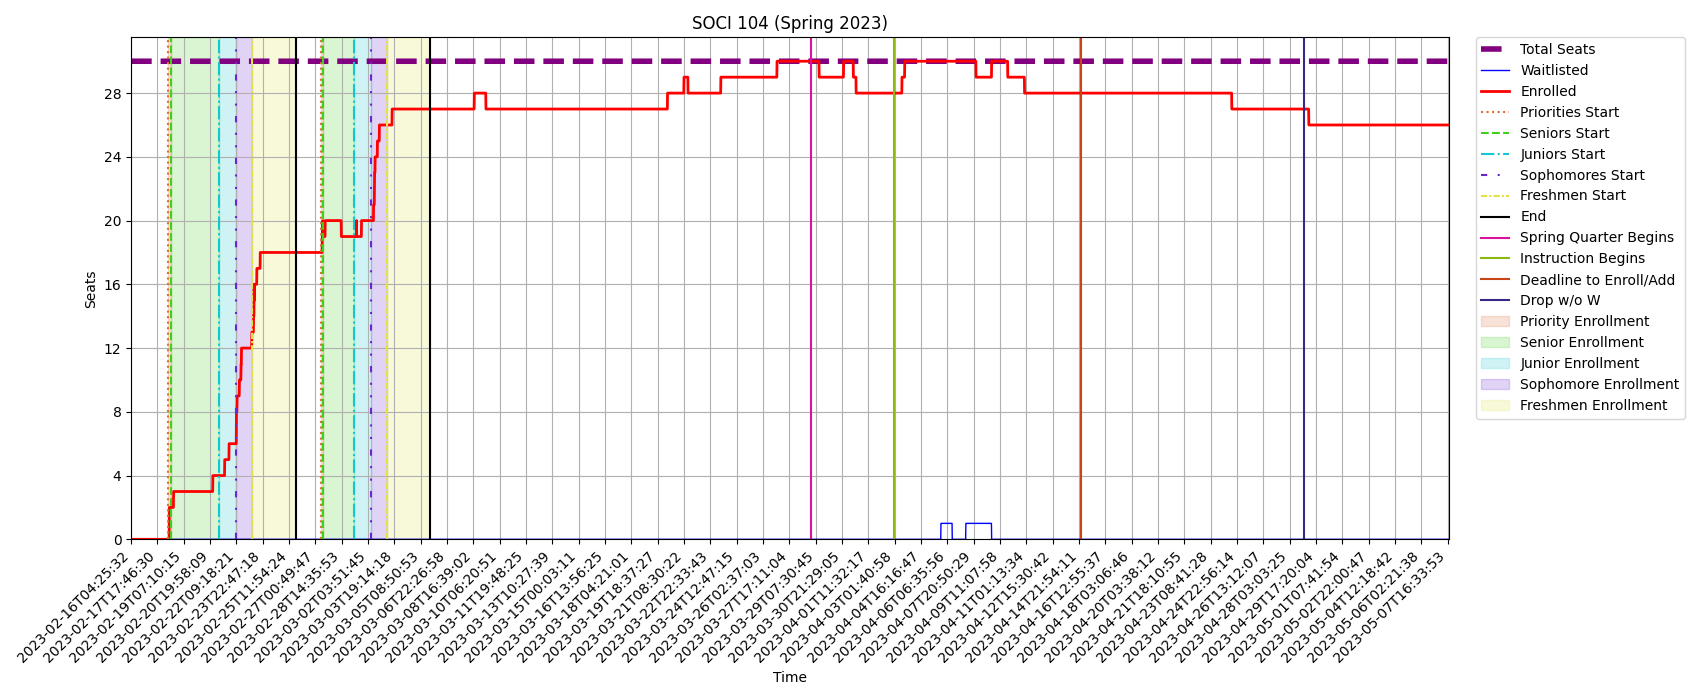 SOCI 104 (Spring 2023)
Seats
28
24
20
16
12
8
4
0
2023-02-16T04:25:32
2023-02-17T17:46:30
2023-02-19T07:10:15
2023-02-20T19:58:09
2023-02-22T09:18:21
2023-02-23T22:47:18
2023-02-25T11:54:24
2023-02-27T00:49:47
2023-02-28T14:35:53
2023-03-02T03:51:45
2023-03-03T19:14:18
2023-03-05T08:50:53
2023-03-06T22:26:58
2023-03-08T16:39:02
2023-03-10T06:20:51
2023-03-11T19:48:25
2023-03-13T10:27:39
2023-03-15T00:03:11
2023-03-16T13:56:25
2023-03-18T04:21:01
2023-03-19T18:37:27
2023-03-21T08:30:22
2023-03-22T22:33:45
2023-03-24T12:47:15
2023-03-26T02:37:03
2023-03-27T17:11:04
2023-03-29T07:30:45
2023-03-30T21:29:05
2023-04-01T11:32:17
2023-04-03T01:40:58
2023-04-04T16:16:47
2023-04-06T06:35:56
2023-04-07T20:50:29
2023-04-09T11:07:58
2023-04-11T01:13:34
2023-04-12T15:30:42
2023-04-14T21:54:11
2023-04-16T12:55:37
2023-04-18T03:06:46
2023-04-20T03:38:12
2023-04-21T18:10:55
2023-04-23T08:41:28
2023-04-24T22:56:14
2023-04-26T13:12:07
2023-04-28T03:03:25
2023-04-29T17:20:04
2023-05-01T07:41:54
2023-05-02T22:00:47
2023-05-04T12:18:42
2023-05-06T02:21:38
2023-05-07T16:33:53
Time
Total Seats
Waitlisted
Enrolled
Priorities Start
Seniors Start
Juniors Start
Sophomores Start
Freshmen Start
End
Spring Quarter Begins
Instruction Begins
Deadline to Enroll/Add
Drop w/o W
Priority Enrollment
Senior Enrollment
Junior Enrollment
Sophomore Enrollment
Freshmen Enrollment